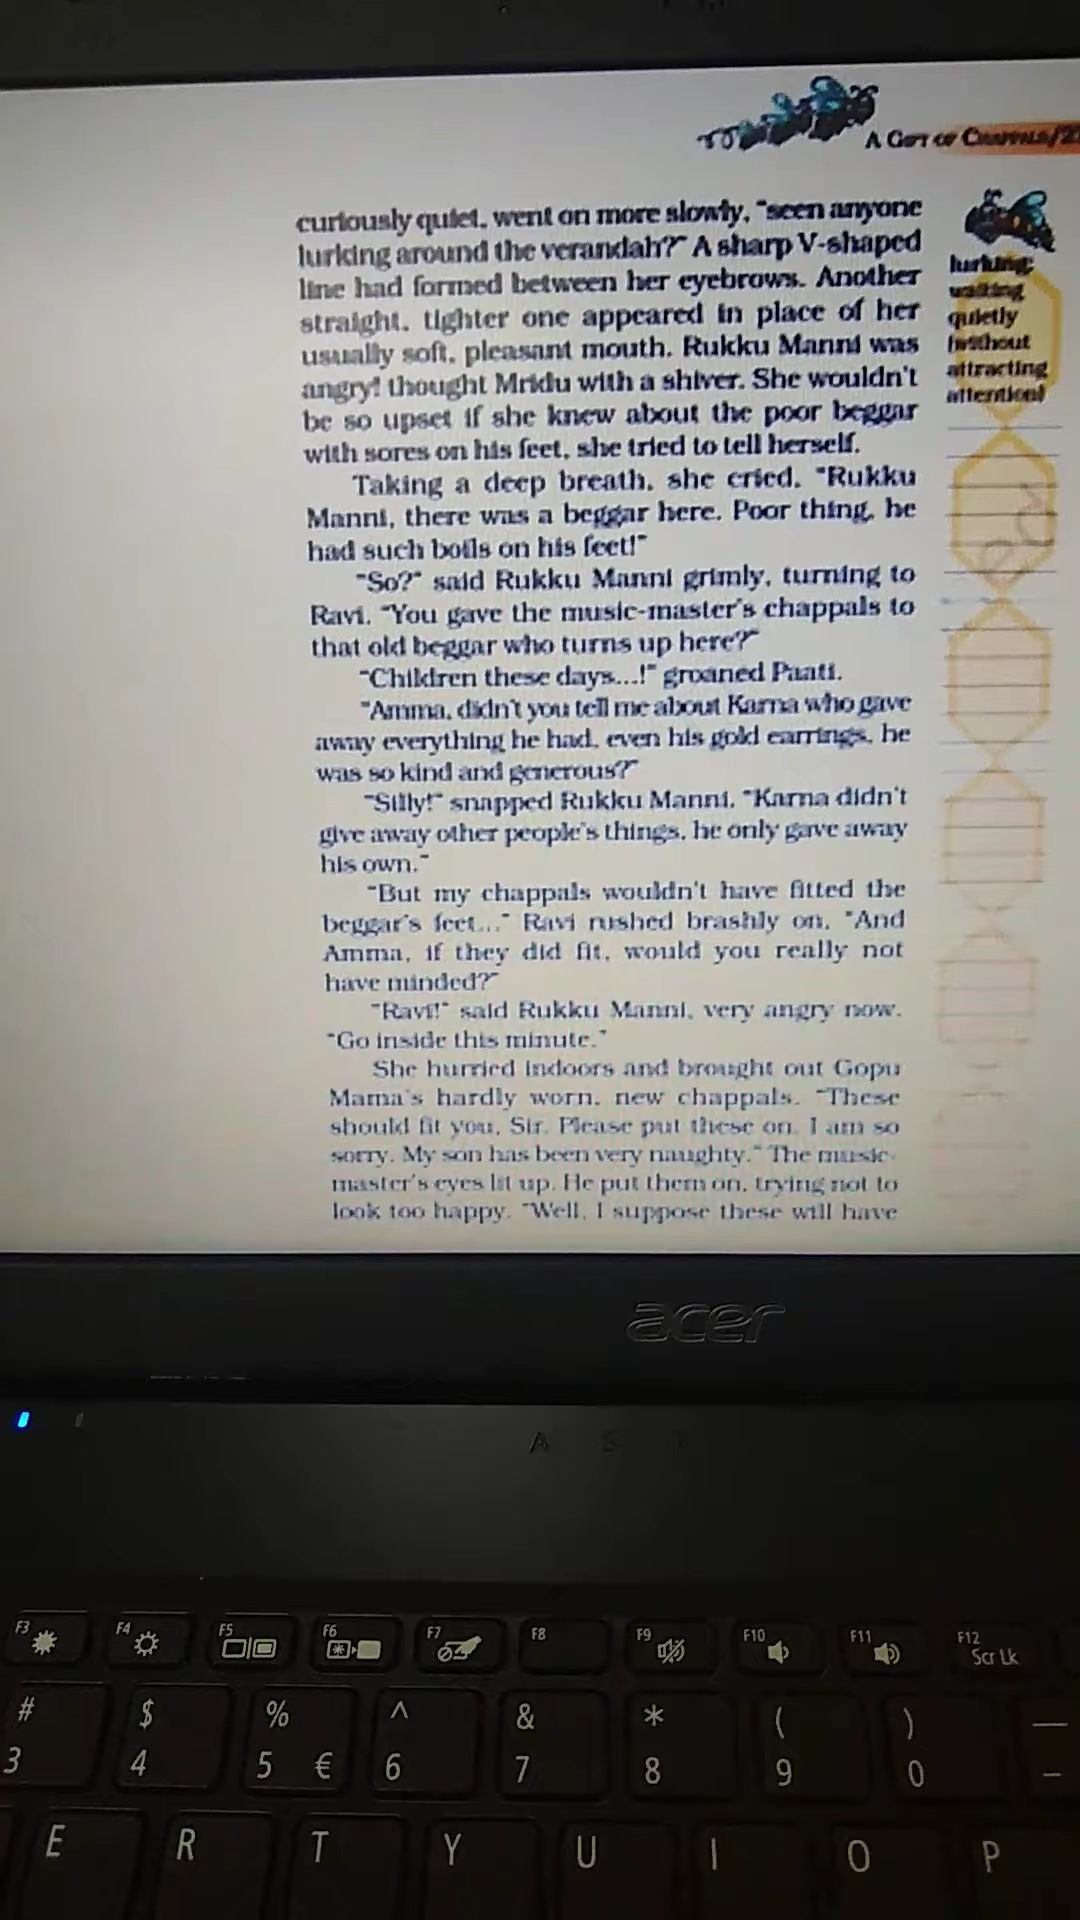 A GIFT OF CHAPPALS/2
curiously quiet, went on more slowly, "seen anyone
lurking around the verandah?" A sharp V-shaped
line had formed between her eyebrows. Another
straight, tighter one appeared in place of her
usually soft, pleasant mouth. Rukku Manni was
angry! thought Mridu with a shiver. She wouldn't
be so upset if she knew about the poor beggar
with sores on his feet, she tried to tell herself.
Taking a deep breath, she cried, "Rukku
Manni, there was a beggar here. Poor thing, he
had such boils on his feet!"
"So?" said Rukku Manni grimly, turning to
Ravi. "You gave the music-master's chappals to
that old beggar who turns up here?"
"Children these days...!" groaned Paati.
"Amma, didn't you tell me about Karna who gave
away everything he had, even his gold earrings, he
was so kind and generous?"
"Silly!" snapped Rukku Manni. "Karna didn't
give away other people's things, he only gave away
his own."
"But my chappals wouldn't have fitted the
beggar's feet..." Ravi rushed brashly on, "And
Amma, if they did fit, would you really not
have minded?"
"Ravi!" said Rukku Manni, very angry now.
"Go inside this minute."
She hurried indoors and brought out Gopu
Mama's hardly worn, new chappals. "These
should fit you, Sir. Please put these on. I am so
sorry. My son has been very naughty." The music-
master's eyes lit up. He put them on, trying not to
look too happy. "Well, I suppose these will have
lurking:
waiting
quietly
(without
attracting
attention)
acer
F3
F4
F5
F6
F7
F8
F9
F10
F11
F12
Scr Lk
# $ % ^ & * ( ) —
3 4 5 € 6 7 8 9 0 -
E R T Y U I O P